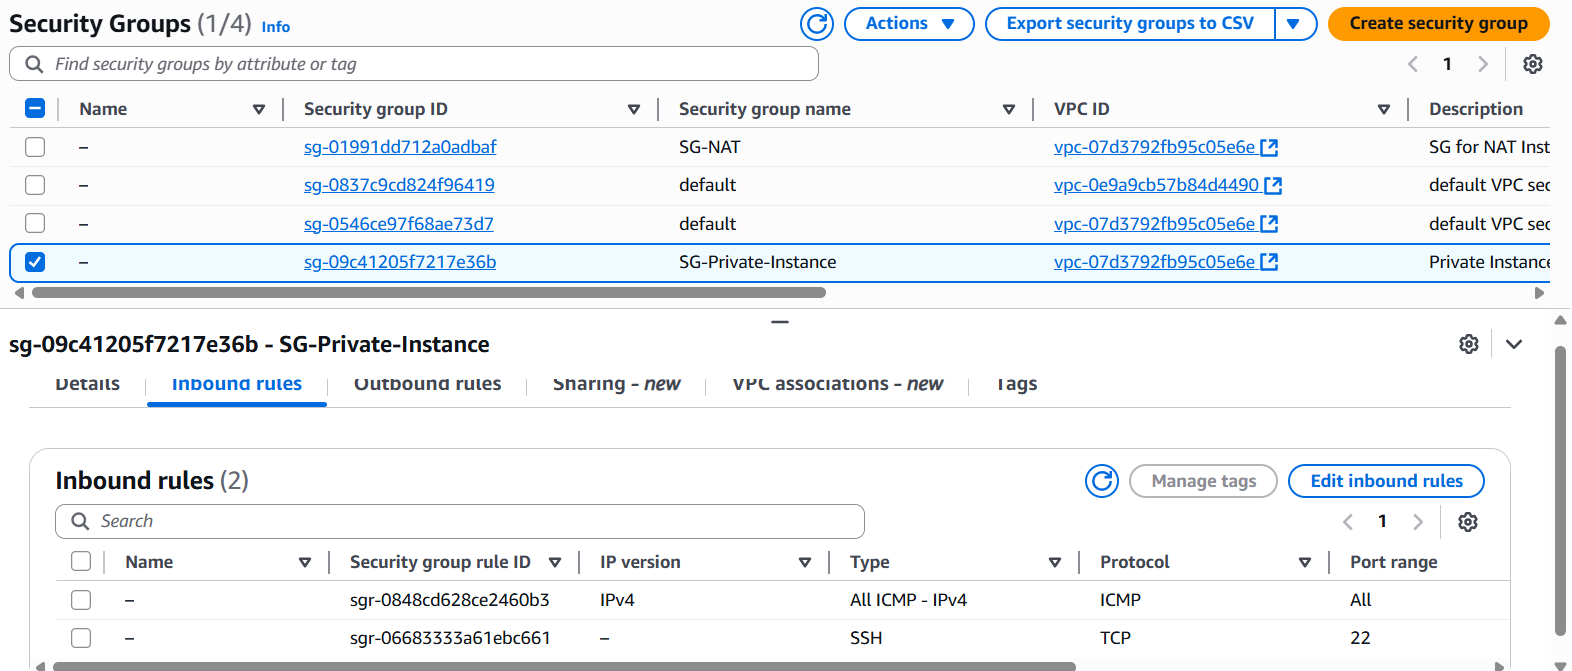 Security Groups (1/4) Info
Actions
Export security groups to CSV
Create security group
Find security groups by attribute or tag
1
Name Security group ID Security group name VPC ID Description
– sg-01991dd712a0adbaf SG-NAT vpc-07d3792fb95c05e6e SG for NAT Inst
– sg-0837c9cd824f96419 default vpc-0e9a9cb57b84d4490 default VPC sec
– sg-0546ce97f68ae73d7 default vpc-07d3792fb95c05e6e default VPC sec
– sg-09c41205f7217e36b SG-Private-Instance vpc-07d3792fb95c05e6e Private Instance
sg-09c41205f7217e36b - SG-Private-Instance
Details Inbound rules Outbound rules Sharing - new VPC associations - new Tags
Inbound rules (2)
Manage tags
Edit inbound rules
Search
1
Name Security group rule ID IP version Type Protocol Port range
– sgr-0848cd628ce2460b3 IPv4 All ICMP - IPv4 ICMP All
– sgr-06683333a61ebc661 – SSH TCP 22